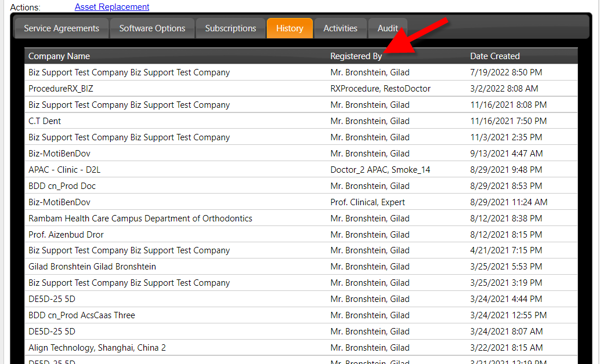 Actions: Asset Replacement
Service Agreements Software Options Subscriptions History Activities Audit
Company Name Registered By Date Created
Biz Support Test Company Biz Support Test Company Mr. Bronshtein, Gilad 7/19/2022 8:50 PM
ProcedureRX_BIZ RXProcedure, RestoDoctor 3/2/2022 8:08 AM
Biz Support Test Company Biz Support Test Company Mr. Bronshtein, Gilad 11/16/2021 8:08 PM
C.T Dent Mr. Bronshtein, Gilad 11/16/2021 7:50 PM
Biz Support Test Company Biz Support Test Company Mr. Bronshtein, Gilad 11/3/2021 2:35 PM
Biz-MotiBenDov Mr. Bronshtein, Gilad 9/13/2021 4:47 AM
APAC - Clinic - D2L Doctor_2 APAC, Smoke_14 8/29/2021 9:48 PM
BDD cn_Prod Doc Mr. Bronshtein, Gilad 8/29/2021 8:53 PM
Biz-MotiBenDov Prof. Clinical, Expert 8/29/2021 11:24 AM
Rambam Health Care Campus Department of Orthodontics Mr. Bronshtein, Gilad 8/12/2021 8:38 PM
Prof. Aizenbud Dror Mr. Bronshtein, Gilad 8/12/2021 8:15 PM
Biz Support Test Company Biz Support Test Company Mr. Bronshtein, Gilad 4/21/2021 7:15 PM
Gilad Bronshtein Gilad Bronshtein Mr. Bronshtein, Gilad 3/25/2021 5:53 PM
Biz Support Test Company Biz Support Test Company Mr. Bronshtein, Gilad 3/25/2021 3:19 PM
DE5D-25 5D Mr. Bronshtein, Gilad 3/24/2021 4:44 PM
BDD cn_Prod AcsCaas Three Mr. Bronshtein, Gilad 3/24/2021 12:55 PM
DE5D-25 5D Mr. Bronshtein, Gilad 3/24/2021 8:07 AM
Align Technology, Shanghai, China 2 Mr. Bronshtein, Gilad 3/22/2021 8:15 AM
DE5D-25 5D Mr. Bronshtein, Gilad 3/21/2021 12:19 PM